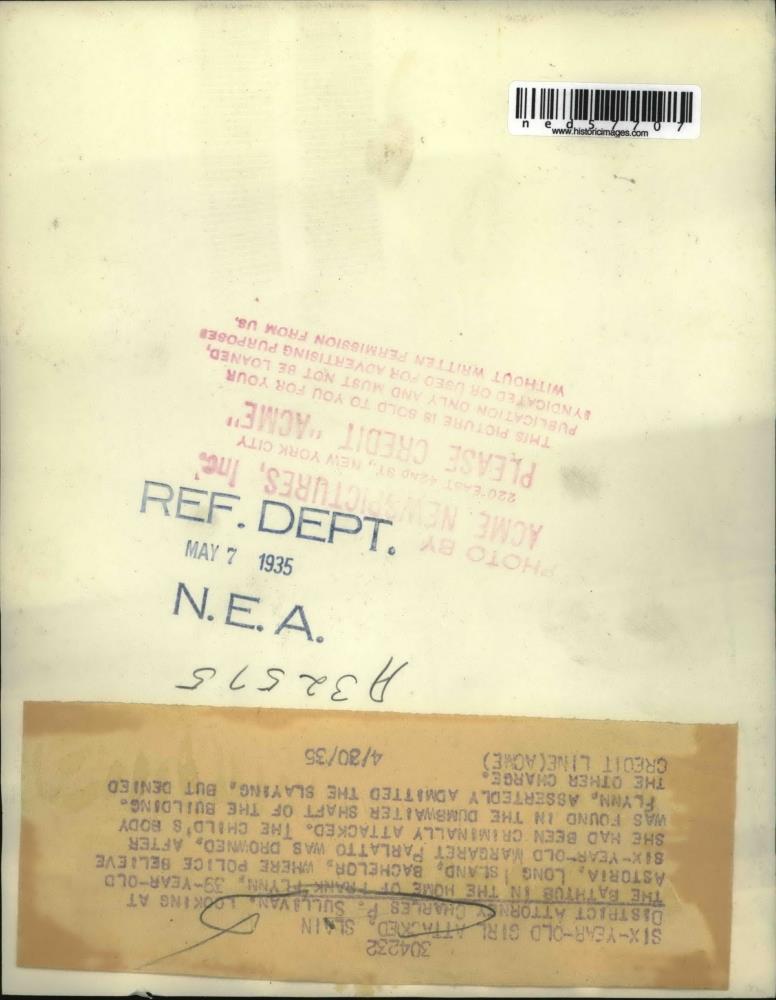 ned57707
www.historicimages.com
PHOTO BY
ACME NEWSPICTURES, Inc.
220 EAST 42ND ST., NEW YORK CITY
PLEASE CREDIT "ACME"
THIS PICTURE IS SOLD TO YOU FOR YOUR
PUBLICATION ONLY AND MUST NOT BE LOANED,
SYNDICATED OR USED FOR ADVERTISING PURPOSES
WITHOUT WRITTEN PERMISSION FROM US.
REF. DEPT.
MAY 7 1935
N.E.A.
A32515
304232
SIX-YEAR-OLD GIRL ATTACKED, SLAIN
DISTRICT ATTORNEY CHARLES P. SULLIVAN, LOOKING AT
THE BATHTUB IN THE HOME OF FRANK FLYNN, 39-YEAR-OLD
ASTORIA, LONG ISLAND, BACHELOR, WHERE POLICE BELIEVE
SIX-YEAR-OLD MARGARET PARLATTO WAS DROWNED, AFTER
SHE HAD BEEN CRIMINALLY ATTACKED. THE CHILD'S BODY
WAS FOUND IN THE DUMBWAITER SHAFT OF THE BUILDING.
FLYNN, ASSERTEDLY ADMITTED THE SLAYING, BUT DENIED
THE OTHER CHARGE.
CREDIT LINE(ACME) 4/30/35